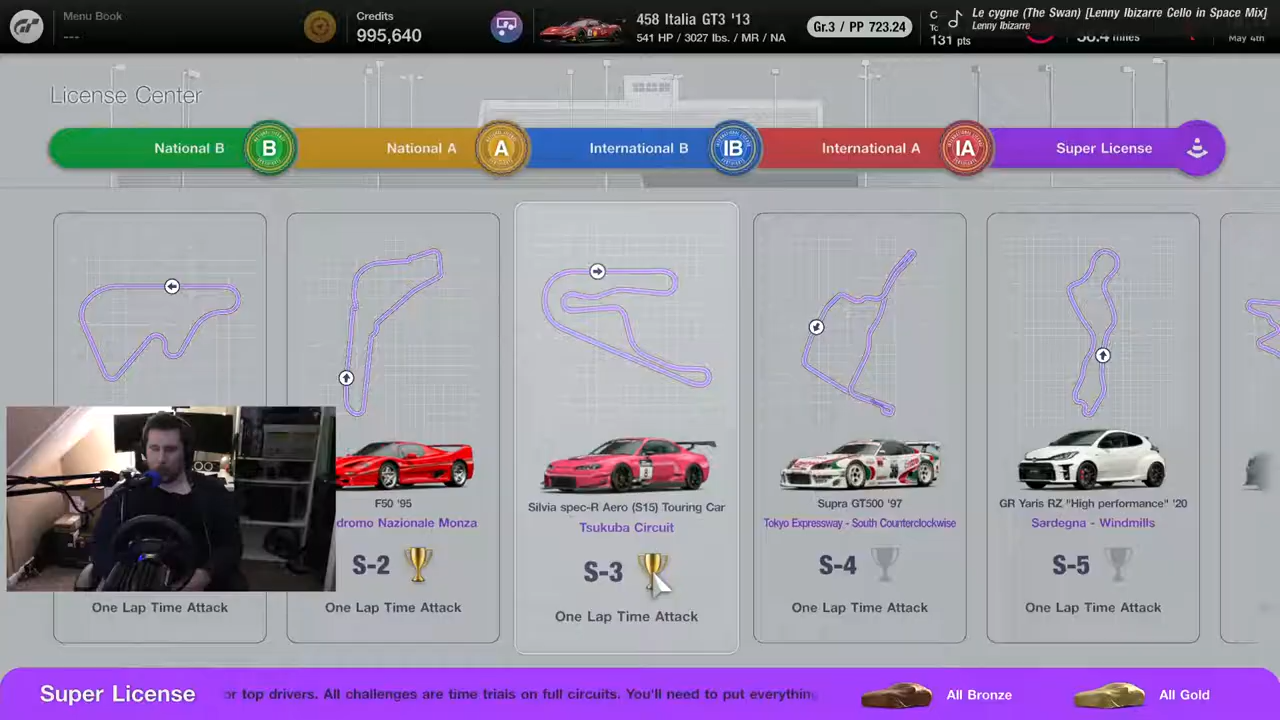 Menu Book
---
Credits
995,640
458 Italia GT3 '13
541 HP / 3027 lbs. / MR / NA
Gr.3 / PP 723.24
Le cygne (The Swan) [Lenny Ibizarre Cello in Space Mix]
Lenny Ibizarre
131 pts
miles
May 4th
License Center
National B
B
National A
A
International B
IB
International A
IA
Super License
F50 '95
dromo Nazionale Monza
S-2
One Lap Time Attack
One Lap Time Attack
Silvia spec-R Aero (S15) Touring Car
Tsukuba Circuit
S-3
One Lap Time Attack
Supra GT500 '97
Tokyo Expressway - South Counterclockwise
S-4
One Lap Time Attack
GR Yaris RZ "High performance" '20
Sardegna - Windmills
S-5
One Lap Time Attack
Super License
or top drivers. All challenges are time trials on full circuits. You'll need to put everything
All Bronze
All Gold